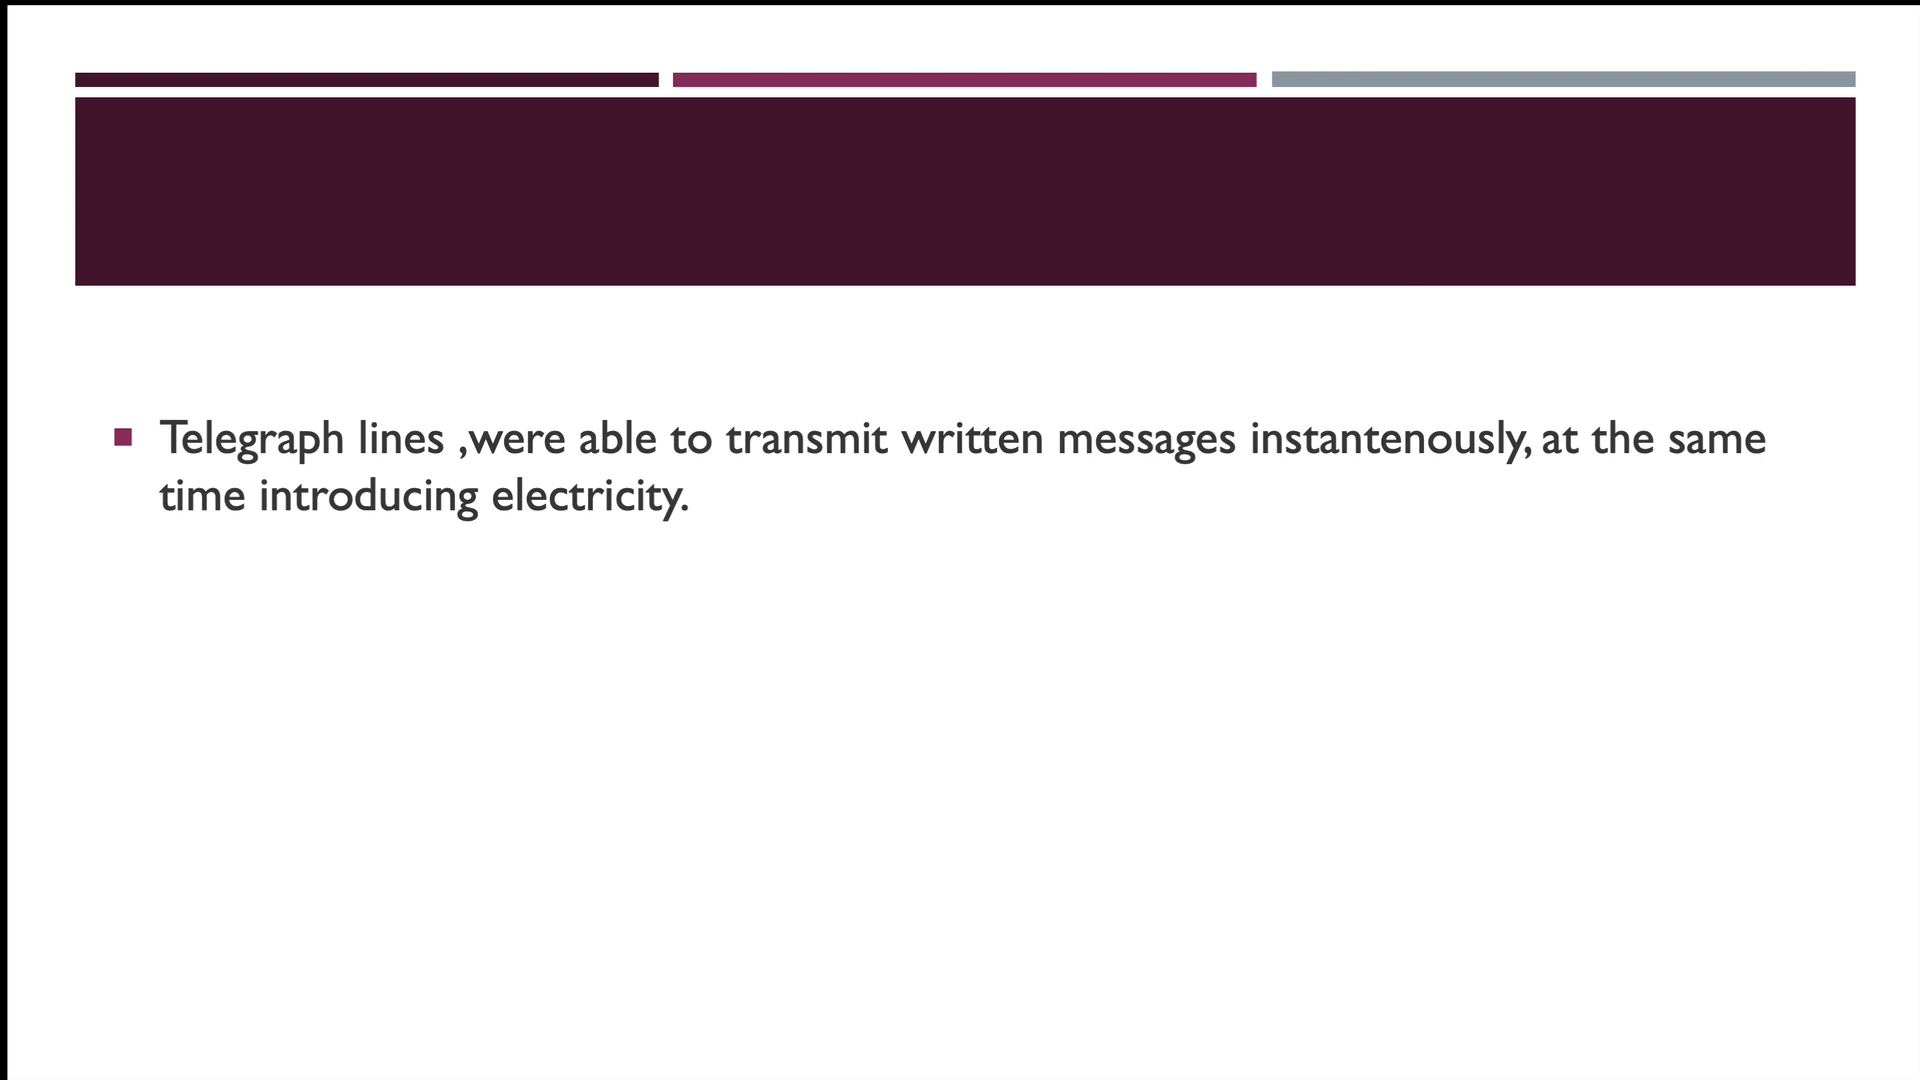 Telegraph lines ,were able to transmit written messages instantenously, at the same
time introducing electricity.